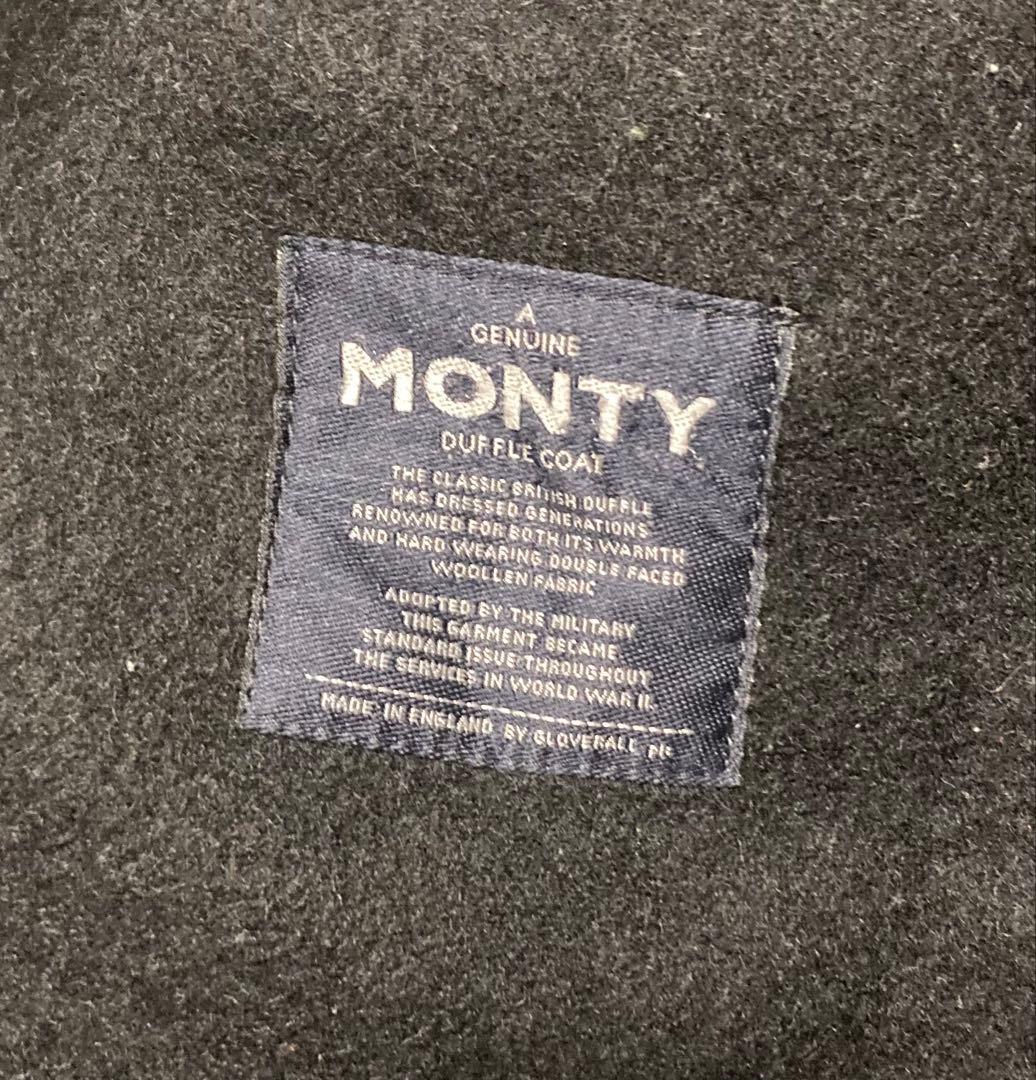 A
GENUINE
MONTY
DUFFLE COAT
THE CLASSIC BRITISH DUFFLE
HAS DRESSED GENERATIONS
RENOWNED FOR BOTH ITS WARMTH
AND HARD WEARING DOUBLE FACED
WOOLLEN FABRIC
ADOPTED BY THE MILITARY
THIS GARMENT BECAME
STANDARD ISSUE THROUGHOUT
THE SERVICES IN WORLD WAR II.
MADE IN ENGLAND BY GLOVERALL plc